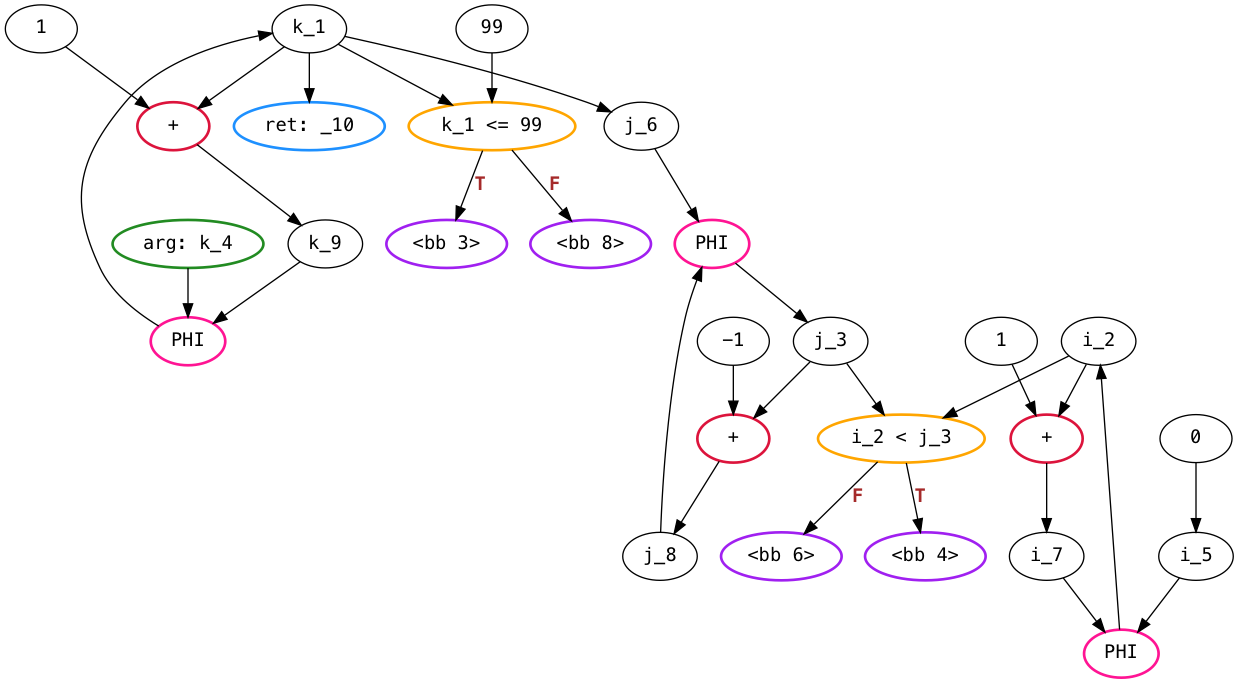 1
k_1
99
+
ret: _10
k_1 <= 99
j_6
T
F
arg: k_4
k_9
<bb 3>
<bb 8>
PHI
PHI
−1
j_3
1
i_2
+
i_2 < j_3
+
0
F
T
j_8
<bb 6>
<bb 4>
i_7
i_5
PHI